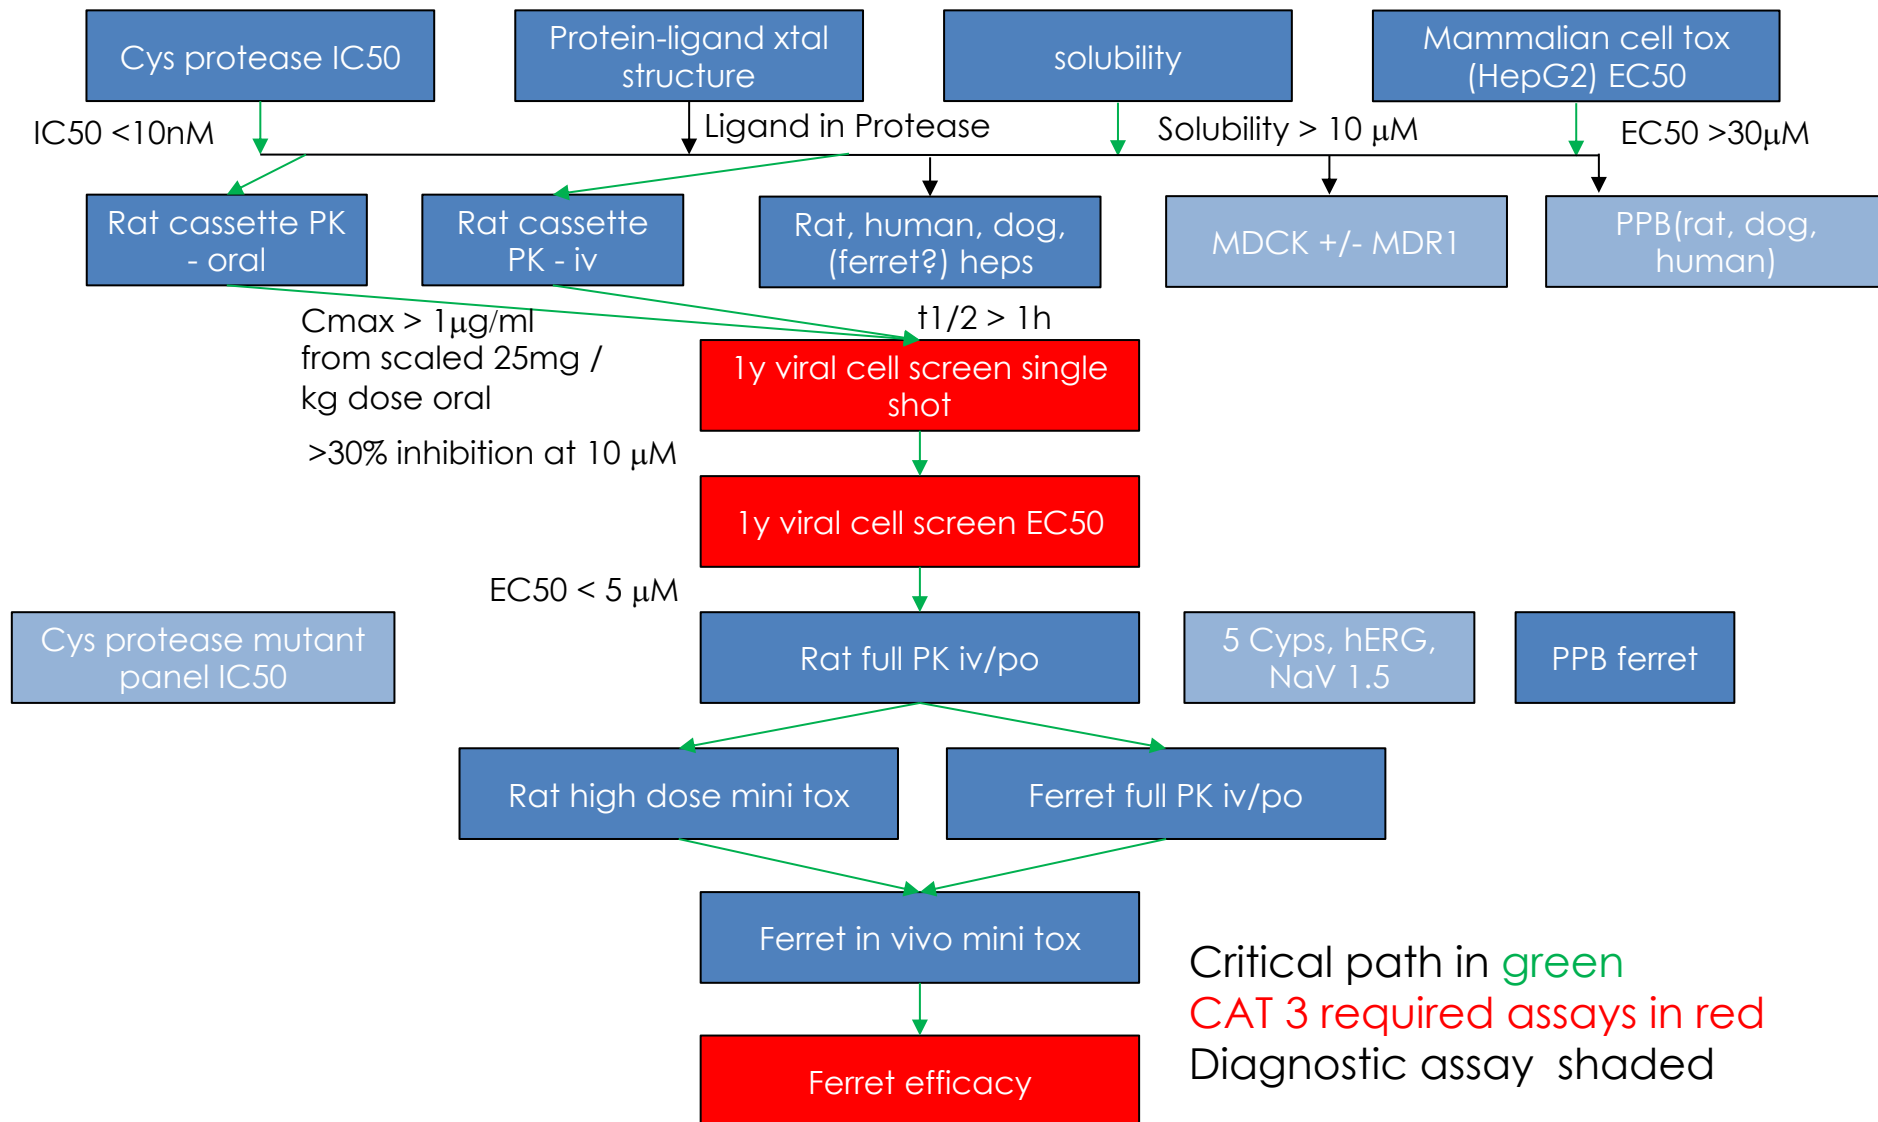 Cys protease IC50
Protein-ligand xtal
structure
solubility
Mammalian cell tox
(HepG2) EC50
IC50 <10nM
Ligand in Protease
Solubility > 10 μM
EC50 >30μM
Rat cassette PK
- oral
Rat cassette
PK - iv
Rat, human, dog,
(ferret?) heps
MDCK +/- MDR1
PPB(rat, dog,
human)
Cmax > 1μg/ml
from scaled 25mg /
kg dose oral
t1/2 > 1h
1y viral cell screen single
shot
>30% inhibition at 10 μM
1y viral cell screen EC50
EC50 < 5 μM
Cys protease mutant
panel IC50
Rat full PK iv/po
5 Cyps, hERG,
NaV 1.5
PPB ferret
Rat high dose mini tox
Ferret full PK iv/po
Ferret in vivo mini tox
Critical path in green
CAT 3 required assays in red
Diagnostic assay shaded
Ferret efficacy